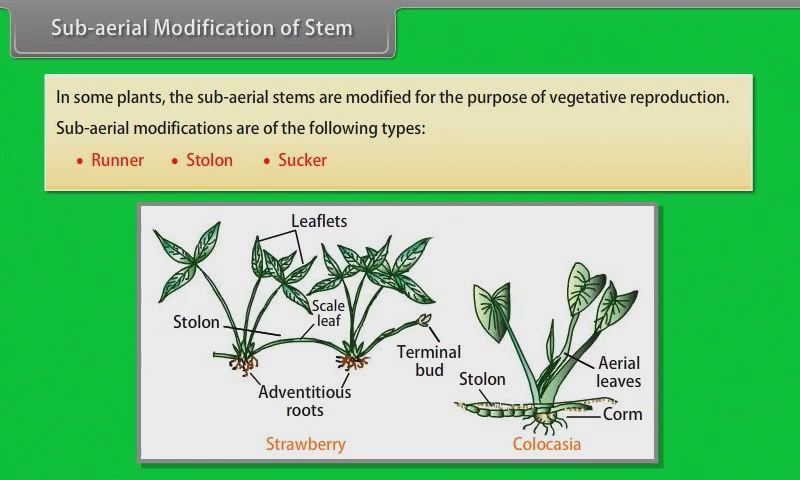 Sub-aerial Modification of Stem
In some plants, the sub-aerial stems are modified for the purpose of vegetative reproduction.
Sub-aerial modifications are of the following types:
• Runner • Stolon • Sucker
Leaflets
Scale
leaf
Stolon
Terminal
bud
Adventitious
roots
Strawberry
Aerial
leaves
Stolon
Corm
Colocasia